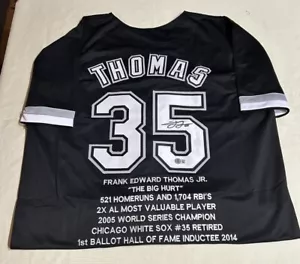 THOMAS
35
FRANK EDWARD THOMAS JR.
"THE BIG HURT"
521 HOMERUNS AND 1,704 RBI'S
2X AL MOST VALUABLE PLAYER
2005 WORLD SERIES CHAMPION
CHICAGO WHITE SOX #35 RETIRED
1st BALLOT HALL OF FAME INDUCTEE 2014